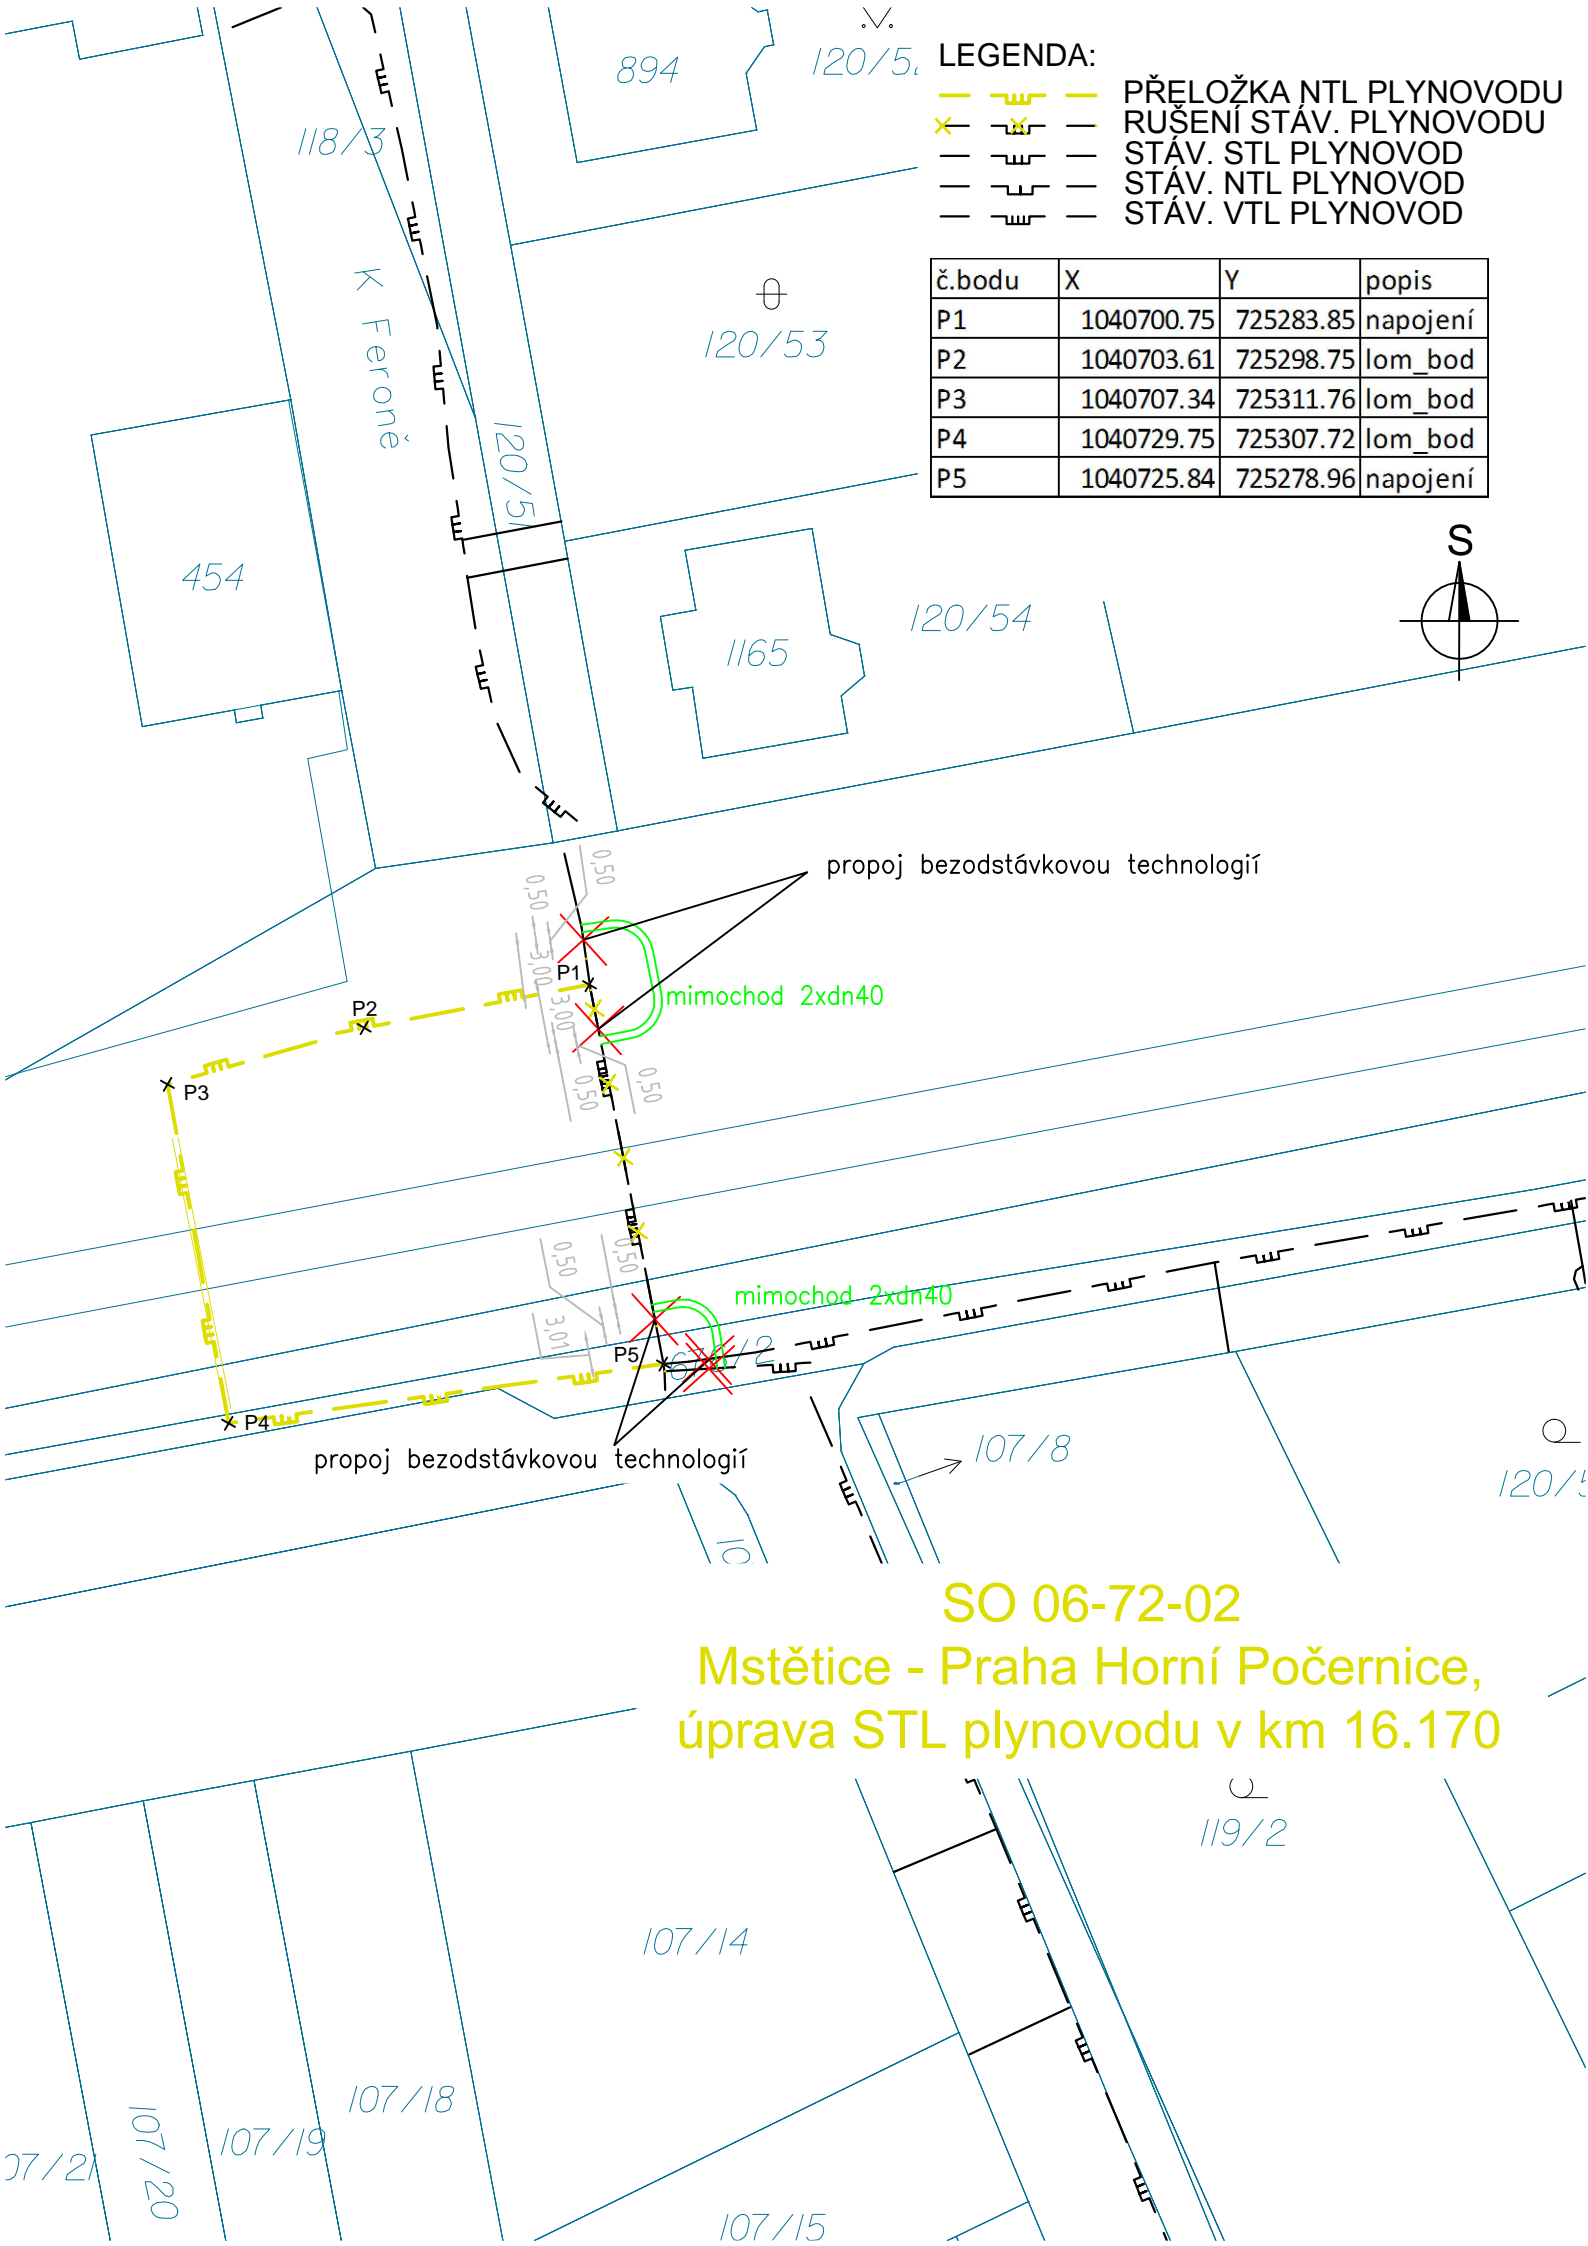 LEGENDA:
PŘELOŽKA NTL PLYNOVODU
RUŠENÍ STÁV. PLYNOVODU
STÁV. STL PLYNOVOD
STÁV. NTL PLYNOVOD
STÁV. VTL PLYNOVOD
č.bodu X Y popis
P1 1040700.75 725283.85 napojení
P2 1040703.61 725298.75 lom_bod
P3 1040707.34 725311.76 lom_bod
P4 1040729.75 725307.72 lom_bod
P5 1040725.84 725278.96 napojení
S
894
118/3
K Feroně
120/53
120/51
454
1165
120/54
propoj bezodstávkovou technologií
0,50
0,50
3,00
P1
mimochod 2xdn40
P2
3,00
P3
0,50
0,50
0,50
0,50
mimochod 2xdn40
3,01
P5
P4
propoj bezodstávkovou technologií
107/8
SO 06-72-02
Mstětice - Praha Horní Počernice,
úprava STL plynovodu v km 16.170
119/2
107/14
107/18
107/19
107/20
107/15